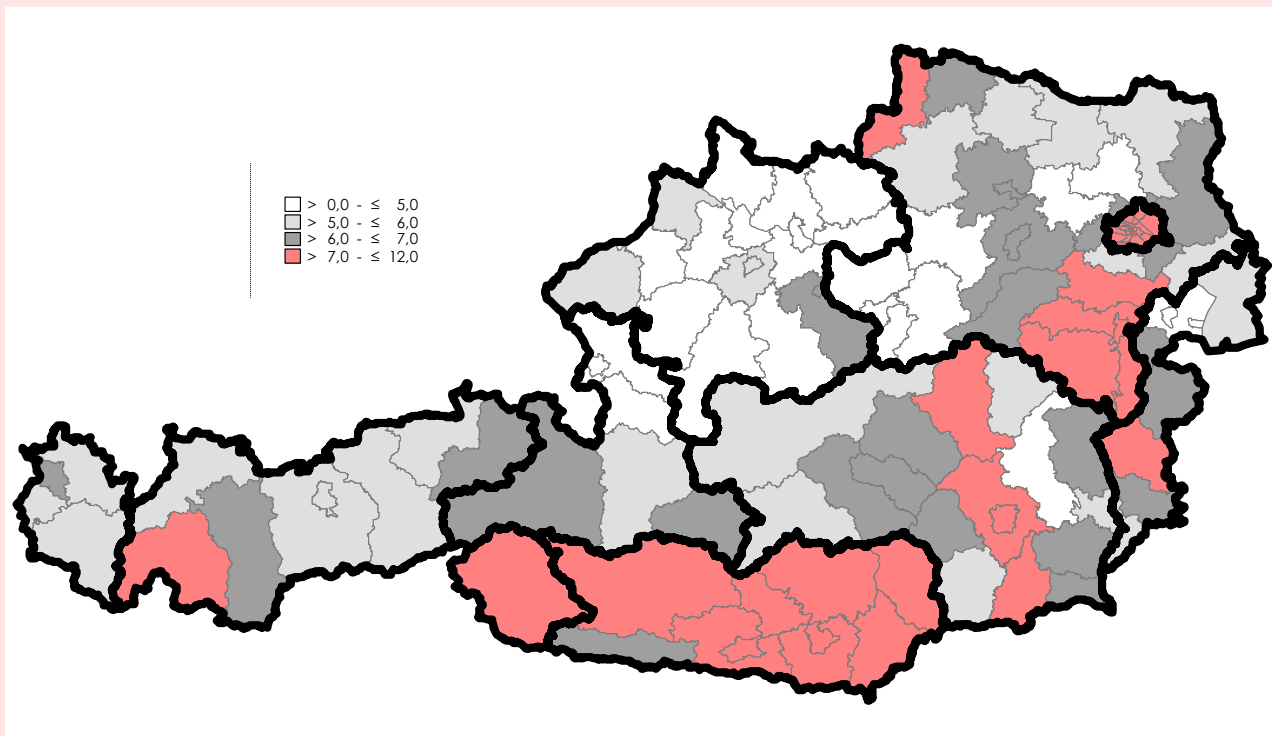 > 0,0 - ≤ 5,0
> 5,0 - ≤ 6,0
> 6,0 - ≤ 7,0
> 7,0 - ≤ 12,0